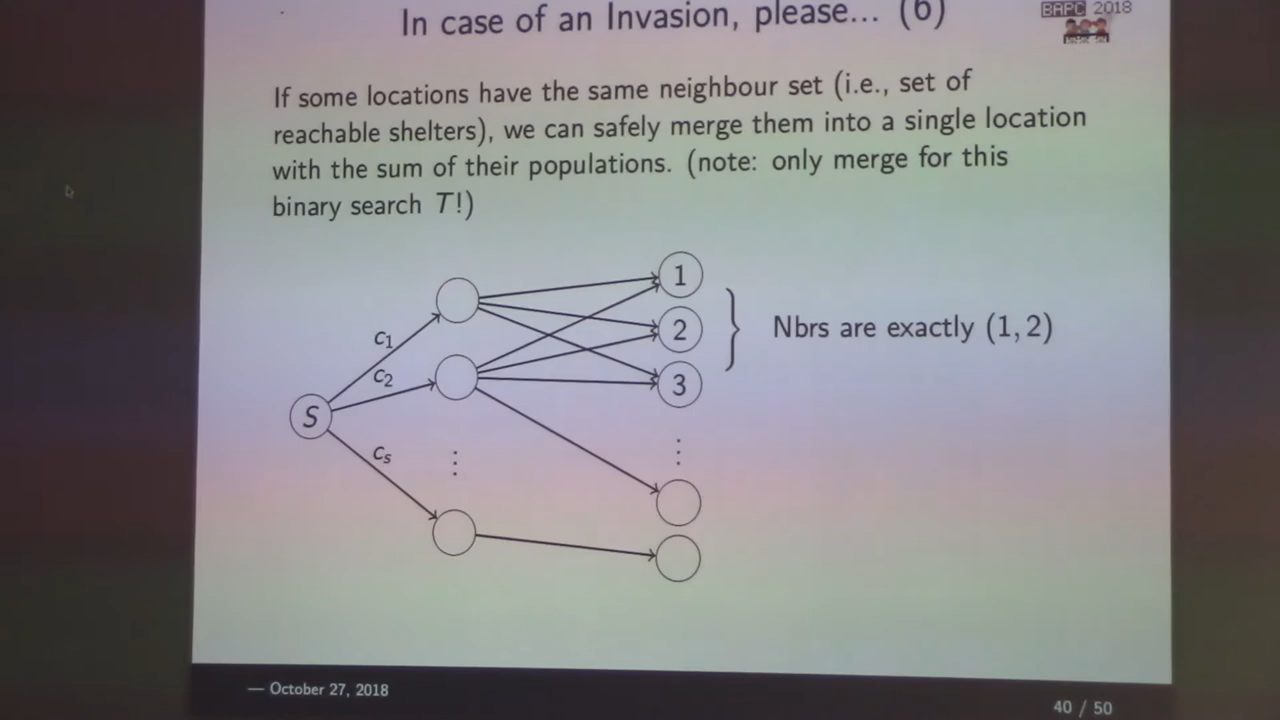 In case of an Invasion, please... (6)
BAPC 2018
If some locations have the same neighbour set (i.e., set of
reachable shelters), we can safely merge them into a single location
with the sum of their populations. (note: only merge for this
binary search T!)
1
2
3
Nbrs are exactly (1, 2)
c1
c2
S
cs
— October 27, 2018
40 / 50